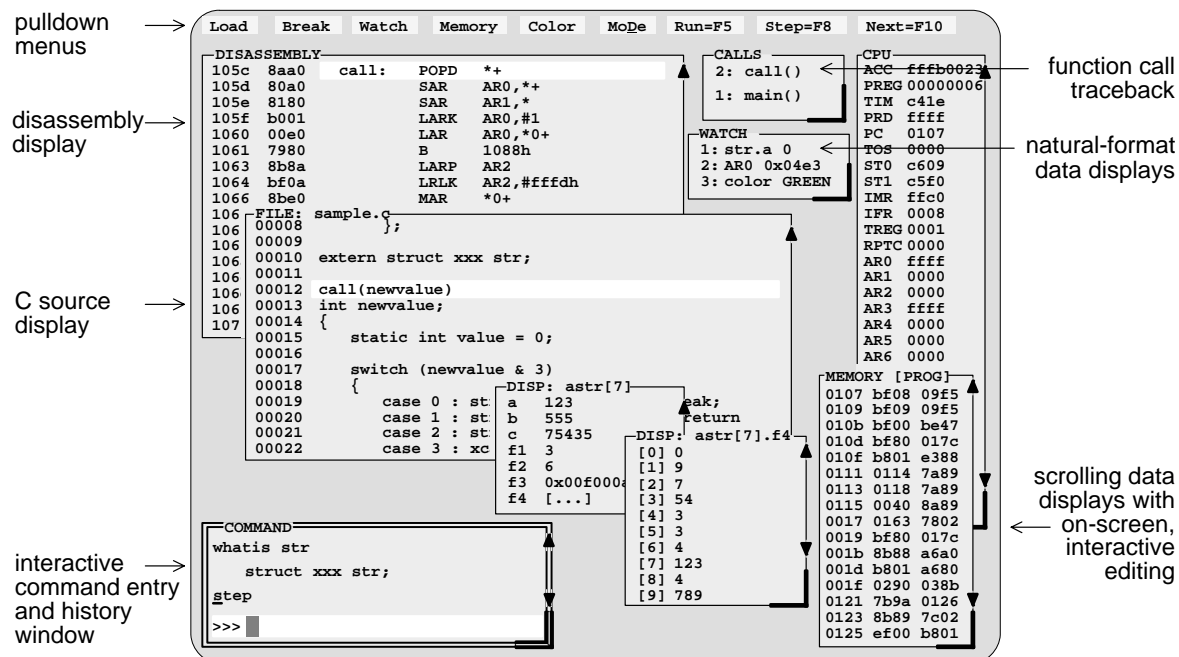 pulldown
menus
Load Break Watch Memory Color MoDe Run=F5 Step=F8 Next=F10
disassembly
display
DISASSEMBLY
105c 8aa0 call: POPD *+
105d 80a0 SAR AR0,*+
105e 8180 SAR AR1,*
105f b001 LARK AR0,#1
1060 00e0 LAR AR0,*0+
1061 7980 B 1088h
1063 8b8a LARP AR2
1064 bf0a LRLK AR2,#fffdh
1066 8be0 MAR *0+
106
106
106
106
106
106
106
107
CALLS
2: call()
1: main()
function call
traceback
WATCH
1: str.a 0
2: AR0 0x04e3
3: color GREEN
natural-format
data displays
CPU
ACC fffb0023
PREG 00000006
TIM c41e
PRD ffff
PC 0107
TOS 0000
ST0 c609
ST1 c5f0
IMR ffc0
IFR 0008
TREG 0001
RPTC 0000
AR0 ffff
AR1 0000
AR2 0000
AR3 ffff
AR4 0000
AR5 0000
AR6 0000
C source
display
FILE: sample.c
00008 };
00009
00010 extern struct xxx str;
00011
00012 call(newvalue)
00013 int newvalue;
00014 {
00015 static int value = 0;
00016
00017 switch (newvalue & 3)
00018 {
00019 case 0 : st eak;
00020 case 1 : st return
00021 case 2 : st
00022 case 3 : xc
DISP: astr[7]
a 123
b 555
c 75435
f1 3
f2 6
f3 0x00f000a
f4 [...]
DISP: astr[7].f4
[0] 0
[1] 9
[2] 7
[3] 54
[4] 3
[5] 3
[6] 4
[7] 123
[8] 4
[9] 789
MEMORY [PROG]
0107 bf08 09f5
0109 bf09 09f5
010b bf00 be47
010d bf80 017c
010f b801 e388
0111 0114 7a89
0113 0118 7a89
0115 0040 8a89
0017 0163 7802
0019 bf80 017c
001b 8b88 a6a0
001d b801 a680
001f 0290 038b
0121 7b9a 0126
0123 8b89 7c02
0125 ef00 b801
scrolling data
displays with
on-screen,
interactive
editing
interactive
command entry
and history
window
COMMAND
whatis str
struct xxx str;
step
>>>